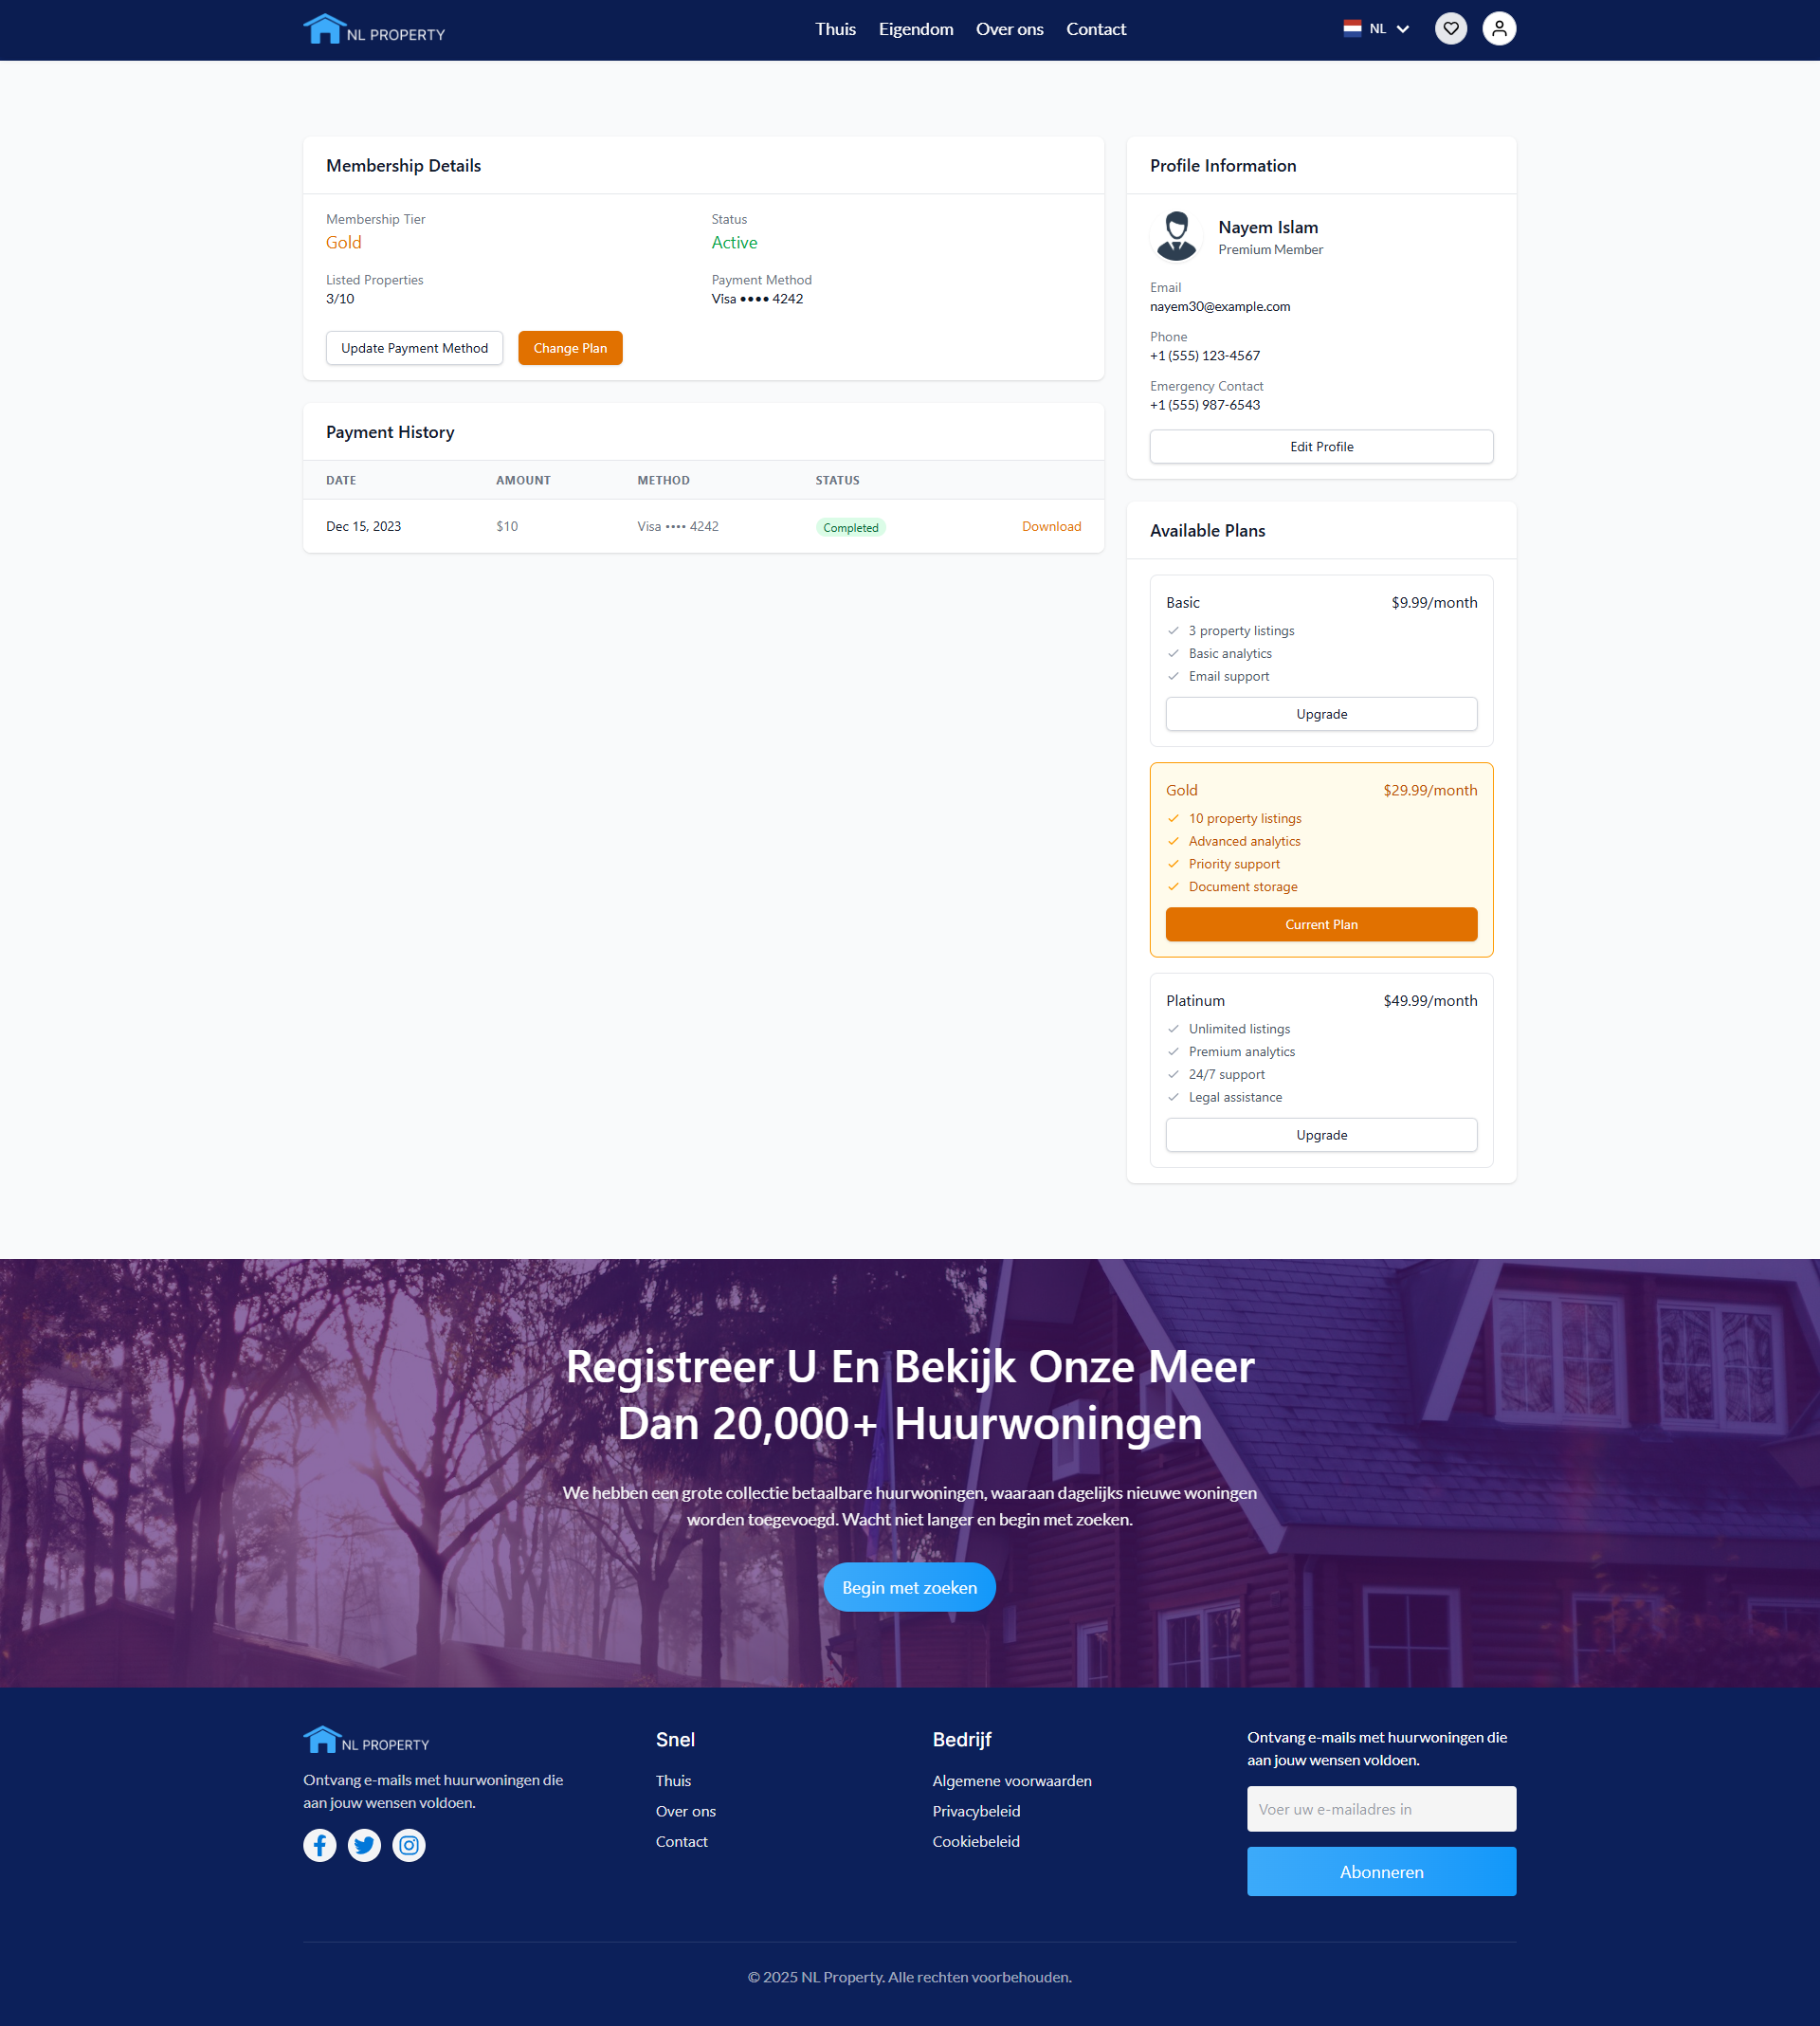 NL PROPERTY
Thuis Eigendom Over ons Contact
NL
Membership Details
Membership Tier
Gold
Status
Active
Listed Properties
3/10
Payment Method
Visa •••• 4242
Update Payment Method
Change Plan
Payment History
DATE AMOUNT METHOD STATUS
Dec 15, 2023 $10 Visa •••• 4242 Completed Download
Profile Information
Nayem Islam
Premium Member
Email
nayem30@example.com
Phone
+1 (555) 123-4567
Emergency Contact
+1 (555) 987-6543
Edit Profile
Available Plans
Basic $9.99/month
3 property listings
Basic analytics
Email support
Upgrade
Gold $29.99/month
10 property listings
Advanced analytics
Priority support
Document storage
Current Plan
Platinum $49.99/month
Unlimited listings
Premium analytics
24/7 support
Legal assistance
Upgrade
Registreer U En Bekijk Onze Meer
Dan 20,000+ Huurwoningen
We hebben een grote collectie betaalbare huurwoningen, waaraan dagelijks nieuwe woningen
worden toegevoegd. Wacht niet langer en begin met zoeken.
Begin met zoeken
NL PROPERTY
Ontvang e-mails met huurwoningen die
aan jouw wensen voldoen.
Snel
Thuis
Over ons
Contact
Bedrijf
Algemene voorwaarden
Privacybeleid
Cookiebeleid
Ontvang e-mails met huurwoningen die
aan jouw wensen voldoen.
Voer uw e-mailadres in
Abonneren
© 2025 NL Property. Alle rechten voorbehouden.